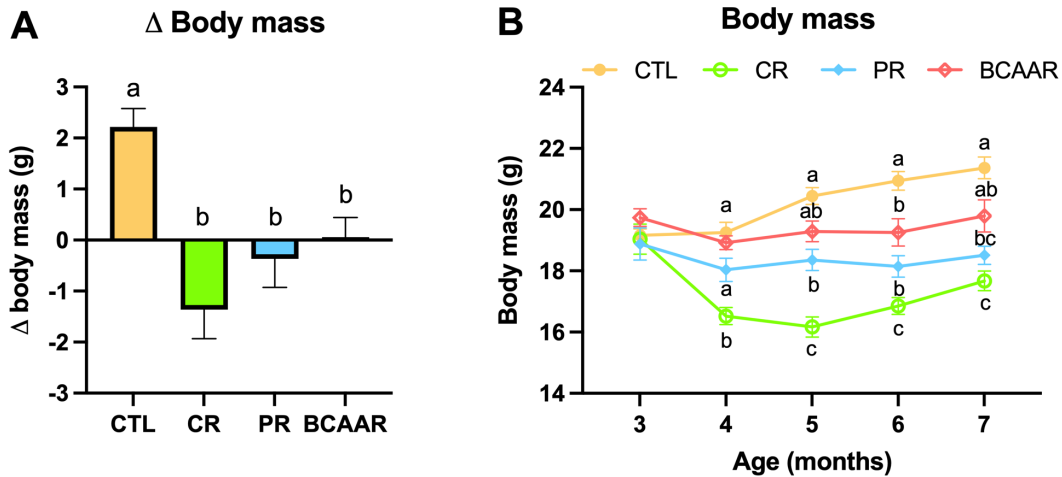 A
Δ Body mass
Δ body mass (g)
3
2
1
0
-1
-2
-3
a
b
b
b
CTL
CR
PR
BCAAR
B
Body mass
CTL
CR
PR
BCAAR
Body mass (g)
24
22
20
18
16
14
a
a
b
a
ab
b
c
a
b
b
c
a
ab
bc
c
3
4
5
6
7
Age (months)